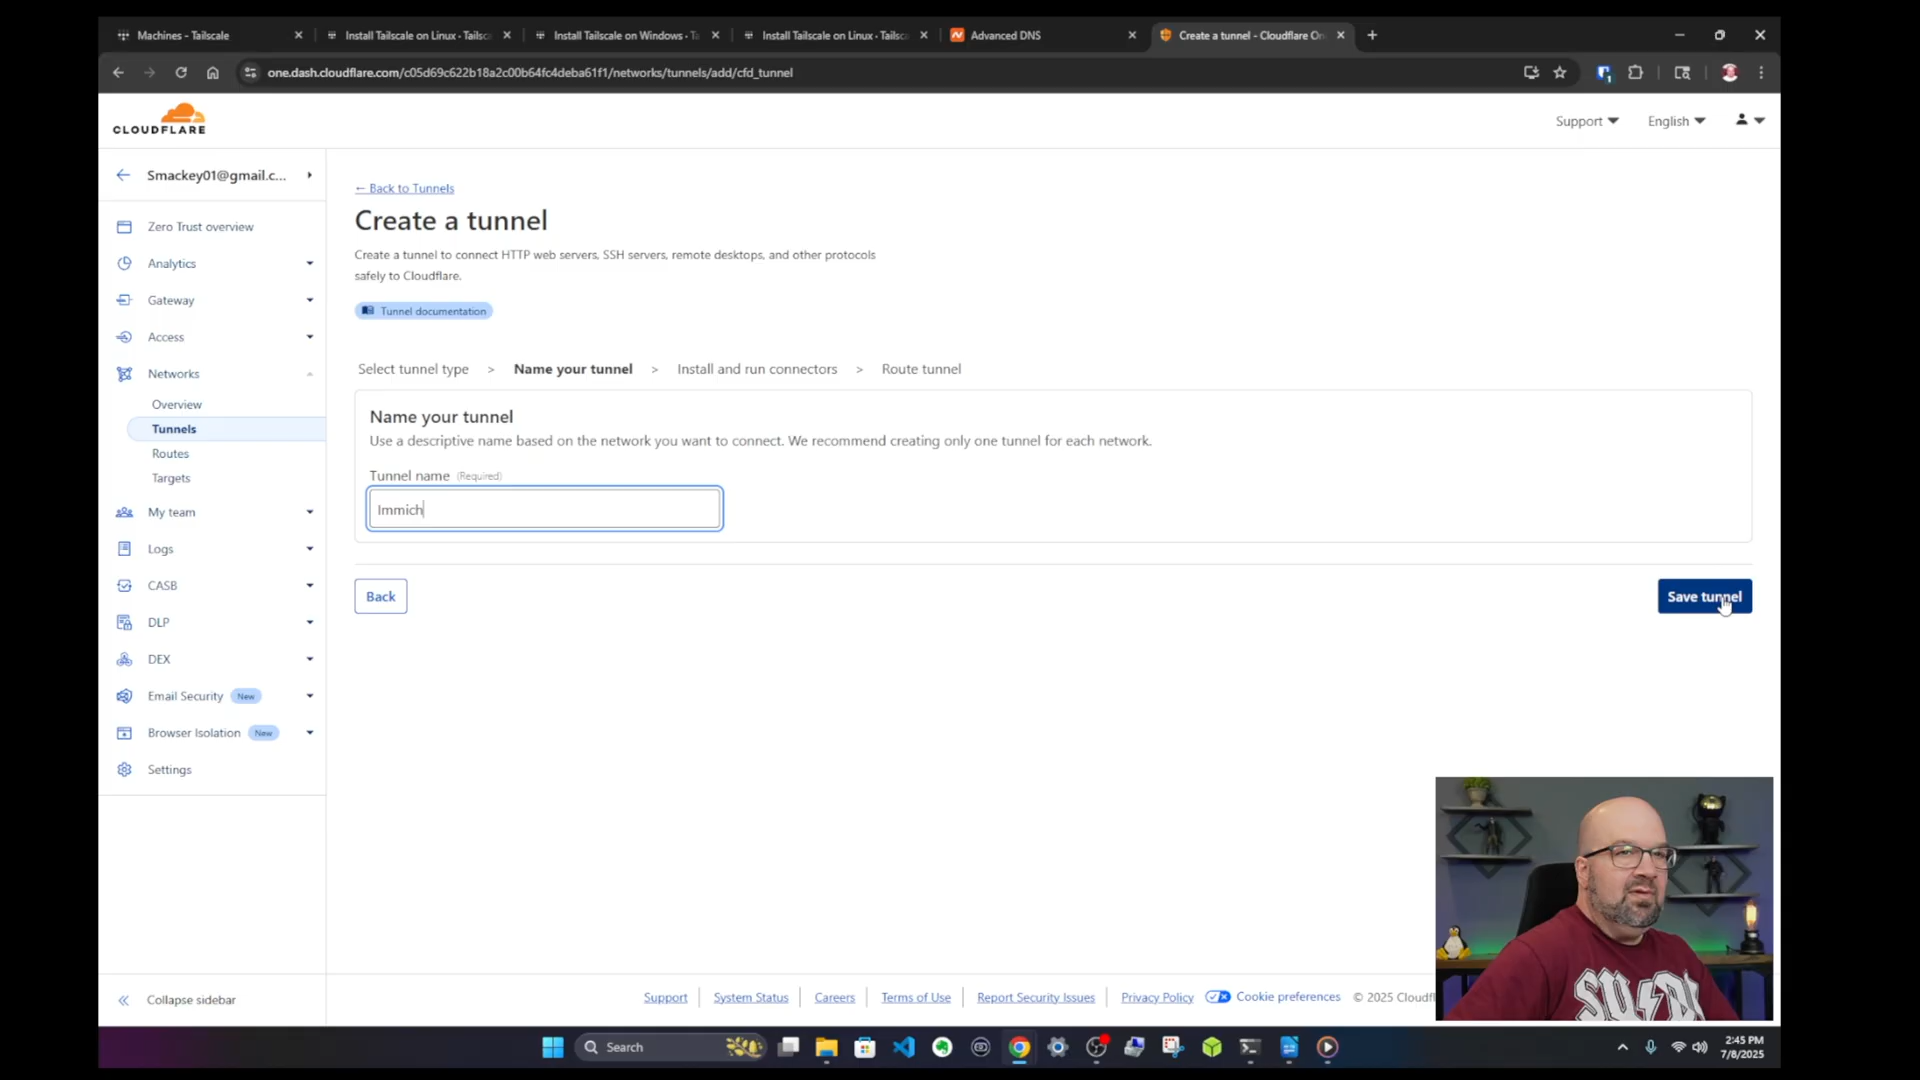 Machines - Tailscale
Install Tailscale on Linux · Tailsc
Install Tailscale on Windows · T
Install Tailscale on Linux · Tailsc
Advanced DNS
Create a tunnel - Cloudflare On
one.dash.cloudflare.com/c05d69c622b18a2c00b64fc4deba61f1/networks/tunnels/add/cfd_tunnel
CLOUDFLARE
Support
English
Smackey01@gmail.c...
Zero Trust overview
Analytics
Gateway
Access
Networks
Overview
Tunnels
Routes
Targets
My team
Logs
CASB
DLP
DEX
Email Security New
Browser Isolation New
Settings
Collapse sidebar
← Back to Tunnels
Create a tunnel
Create a tunnel to connect HTTP web servers, SSH servers, remote desktops, and other protocols
safely to Cloudflare.
Tunnel documentation
Select tunnel type > Name your tunnel > Install and run connectors > Route tunnel
Name your tunnel
Use a descriptive name based on the network you want to connect. We recommend creating only one tunnel for each network.
Tunnel name (Required)
Immich
Back
Save tunnel
Support
System Status
Careers
Terms of Use
Report Security Issues
Privacy Policy
Cookie preferences
© 2025 Cloudfl
Search
2:45 PM
7/8/2025